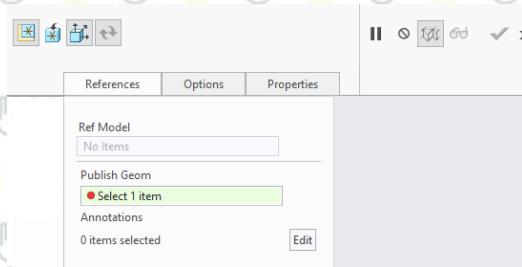 References Options Properties
Ref Model
No Items
Publish Geom
Select 1 item
Annotations
0 items selected Edit